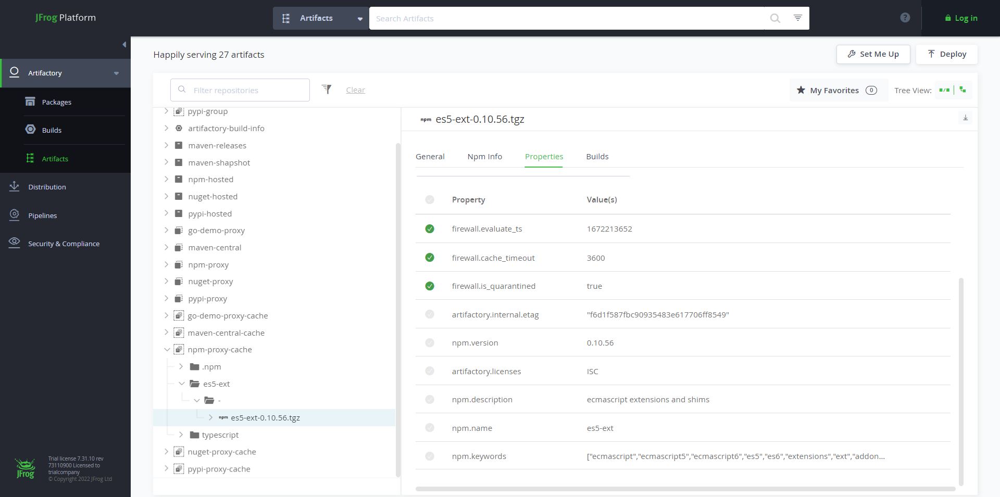 JFrog Platform
Artifacts
Search Artifacts
?
Log in
Artifactory
Packages
Builds
Artifacts
Distribution
Pipelines
Security & Compliance
JFrog
Trial license 7.31.10 rev
73110900 Licensed to
trialcompany
© Copyright 2022 JFrog Ltd
Happily serving 27 artifacts
Set Me Up
Deploy
Filter repositories
Clear
My Favorites 0
Tree View:
pypi-group
artifactory-build-info
maven-releases
maven-shapshot
npm-hosted
nuget-hosted
pypi-hosted
go-demo-proxy
maven-central
npm-proxy
nuget-proxy
pypi-proxy
go-demo-proxy-cache
maven-central-cache
npm-proxy-cache
.npm
es5-ext
-
npm es5-ext-0.10.56.tgz
typescript
nuget-proxy-cache
pypi-proxy-cache
npm es5-ext-0.10.56.tgz
General Npm Info Properties Builds
Property Value(s)
firewall.evaluate_ts 1672213652
firewall.cache_timeout 3600
firewall.is_quarantined true
artifactory.internal.etag "f6d1f587fbc90935483e617706ff8549"
npm.version 0.10.56
artifactory.licenses ISC
npm.description ecmascript extensions and shims
npm.name es5-ext
npm.keywords ["ecmascript","ecmascript5","ecmascript6","es5","es6","extensions","ext","addon...